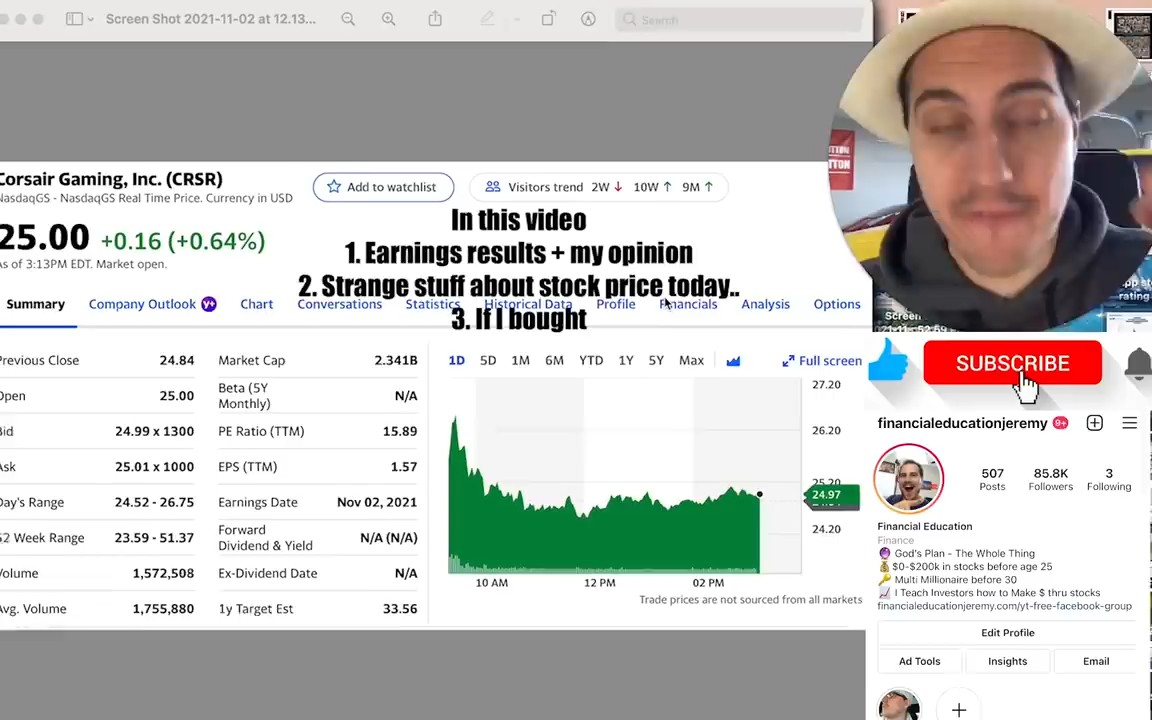 Screen Shot 2021-11-02 at 12.13...
Search
Corsair Gaming, Inc. (CRSR)
NasdaqGS - NasdaqGS Real Time Price. Currency in USD
Add to watchlist
Visitors trend 2W ↓ 10W ↑ 9M ↑
25.00 +0.16 (+0.64%)
As of 3:13PM EDT. Market open.
In this video
1. Earnings results + my opinion
2. Strange stuff about stock price today..
3. If I bought
Summary Company Outlook Y+ Chart Conversations Statistics Historical Data Profile Financials Analysis Options
Previous Close 24.84
Open 25.00
Bid 24.99 x 1300
Ask 25.01 x 1000
Day's Range 24.52 - 26.75
52 Week Range 23.59 - 51.37
Volume 1,572,508
Avg. Volume 1,755,880
Market Cap 2.341B
Beta (5Y
Monthly) N/A
PE Ratio (TTM) 15.89
EPS (TTM) 1.57
Earnings Date Nov 02, 2021
Forward
Dividend & Yield N/A (N/A)
Ex-Dividend Date N/A
1y Target Est 33.56
1D 5D 1M 6M YTD 1Y 5Y Max Full screen
27.20
26.20
25.20
24.97
24.20
10 AM 12 PM 02 PM
Trade prices are not sourced from all markets
SUBSCRIBE
financialeducationjeremy 9+
507 85.8K 3
Posts Followers Following
Financial Education
Finance
God's Plan - The Whole Thing
$0-$200k in stocks before age 25
Multi Millionaire before 30
I Teach Investors how to Make $ thru stocks
financialeducationjeremy.com/yt-free-facebook-group
Edit Profile
Ad Tools Insights Email